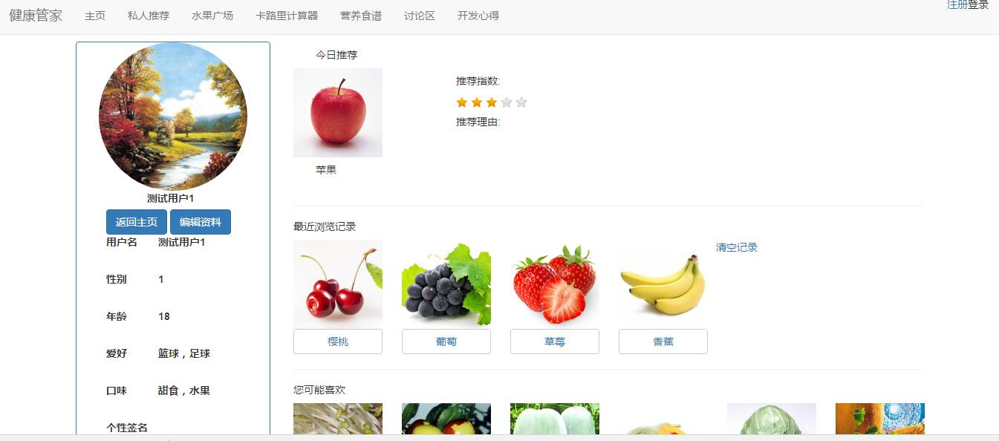 健康管家 主页 私人推荐 水果广场 卡路里计算器 营养食谱 讨论区 开发心得 注册登录
测试用户1
返回主页 编辑资料
用户名 测试用户1
性别 1
年龄 18
爱好 篮球，足球
口味 甜食，水果
个性签名
今日推荐
推荐指数:
推荐理由:
苹果
最近浏览记录
清空记录
樱桃 葡萄 草莓 香蕉
您可能喜欢